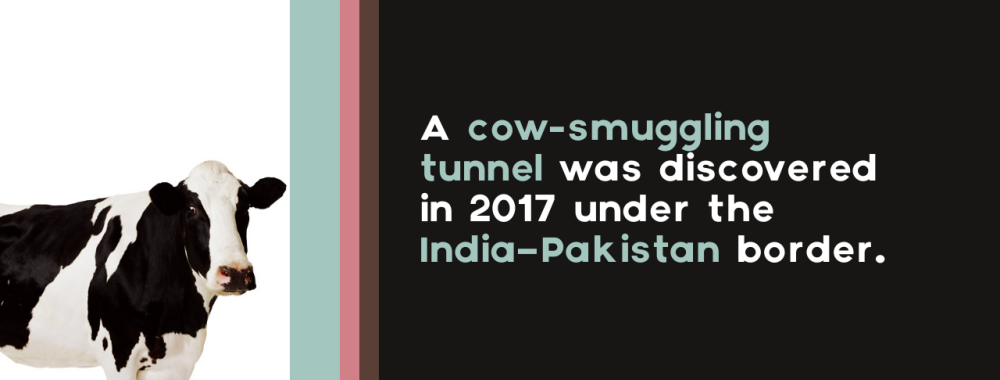 A cow-smuggling
tunnel was discovered
in 2017 under the
India–Pakistan border.